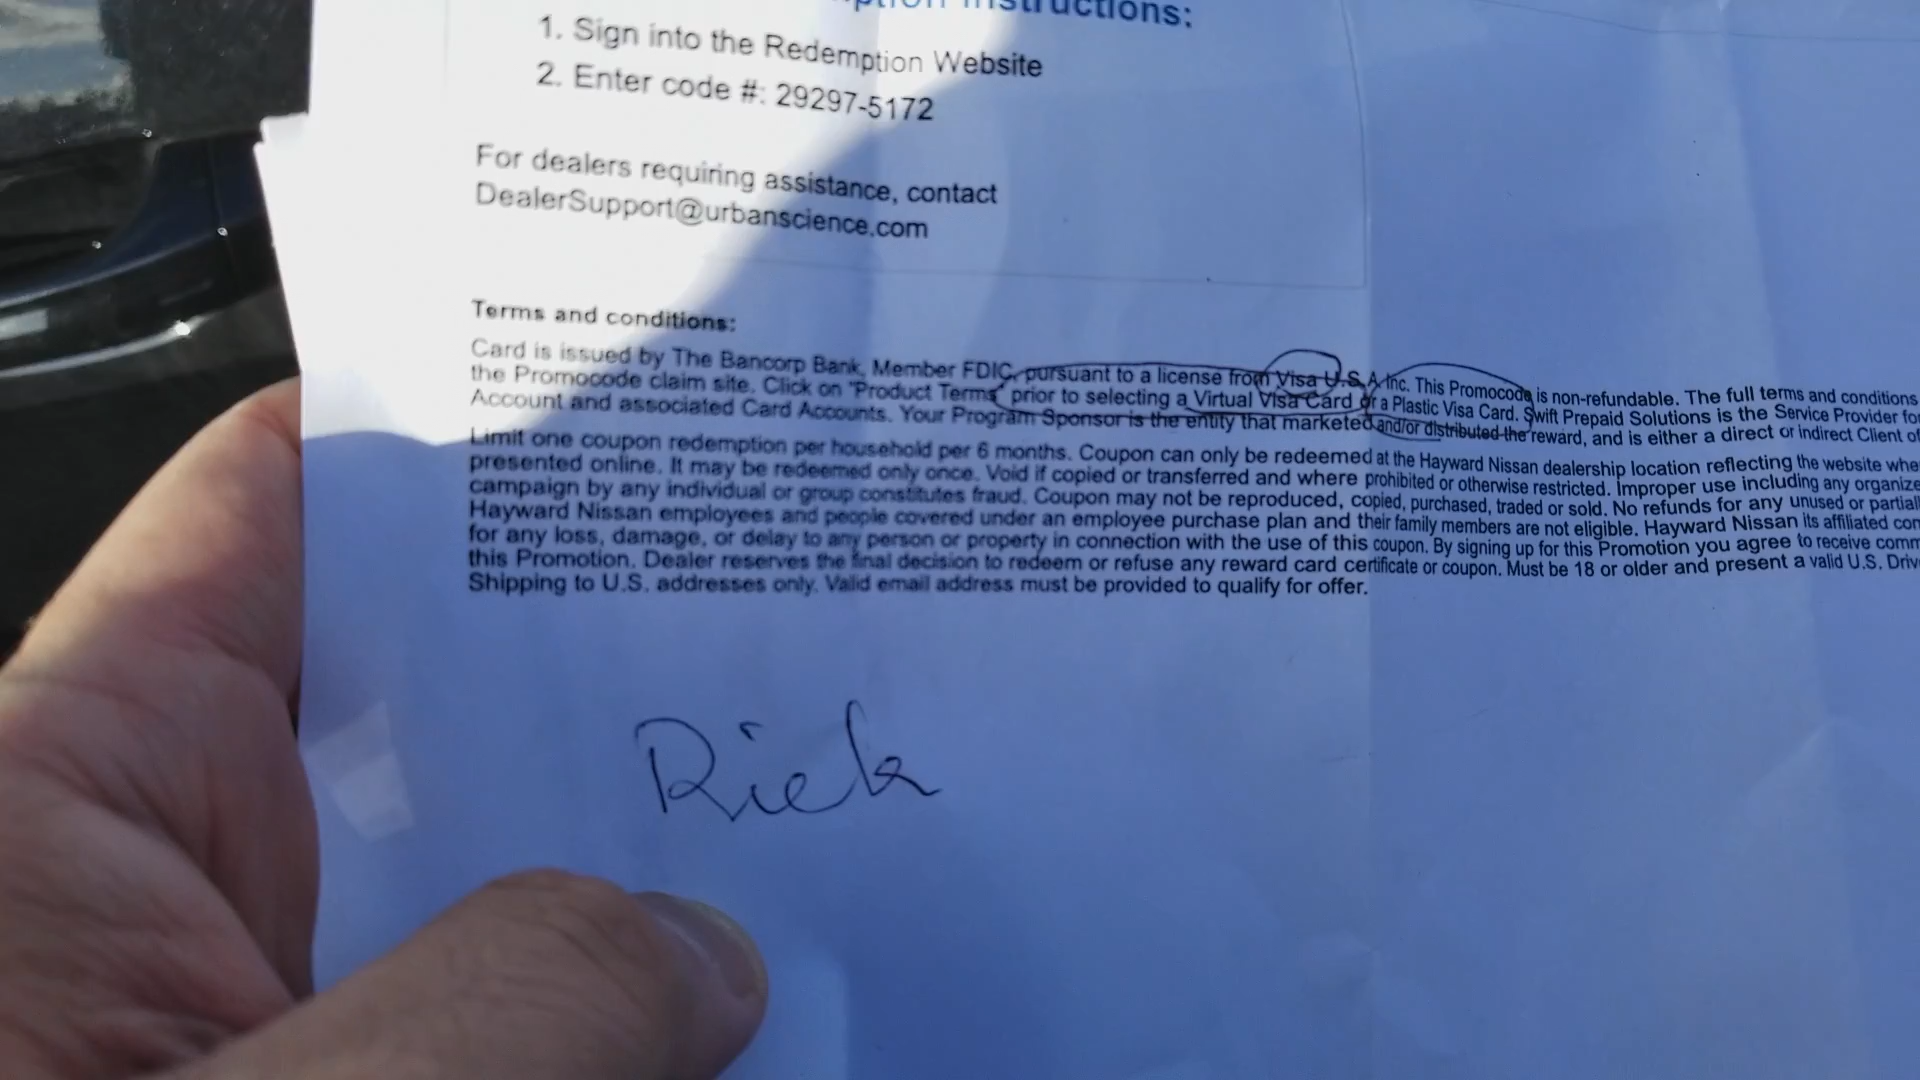 Instructions:
1. Sign into the Redemption Website
2. Enter code #: 29297-5172
For dealers requiring assistance, contact
DealerSupport@urbanscience.com
Terms and conditions:
Card is issued by The Bancorp Bank, Member FDIC, pursuant to a license from Visa U.S.A. Inc. This Promocode is non-refundable. The full terms and conditions
the Promocode claim site. Click on "Product Terms" prior to selecting a Virtual Visa Card or a Plastic Visa Card. Swift Prepaid Solutions is the Service Provider for
Account and associated Card Accounts. Your Program Sponsor is the entity that marketed and/or distributed the reward, and is either a direct or indirect Client of
Limit one coupon redemption per household per 6 months. Coupon can only be redeemed at the Hayward Nissan dealership location reflecting the website
presented online. It may be redeemed only once. Void if copied or transferred and where prohibited or otherwise restricted. Improper use including any
campaign by any individual or group constitutes fraud. Coupon may not be reproduced, copied, purchased, traded or sold. No refunds for any unused or
Hayward Nissan employees and people covered under an employee purchase plan and their family members are not eligible. Hayward Nissan its affiliated
for any loss, damage, or delay to any person or property in connection with the use of this coupon. By signing up for this Promotion you agree to receive
this Promotion. Dealer reserves the final decision to redeem or refuse any reward card certificate or coupon. Must be 18 or older and present a valid U.S.
Shipping to U.S. addresses only. Valid email address must be provided to qualify for offer.
Rick